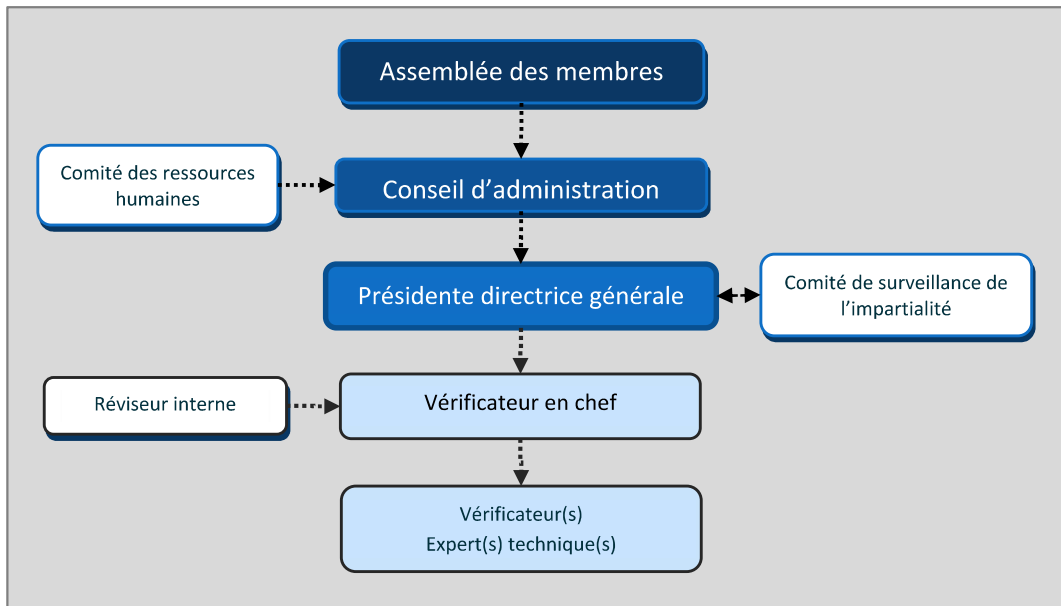 Assemblée des membres
Comité des ressources
humaines
Conseil d’administration
Présidente directrice générale
Comité de surveillance de
l’impartialité
Réviseur interne
Vérificateur en chef
Vérificateur(s)
Expert(s) technique(s)